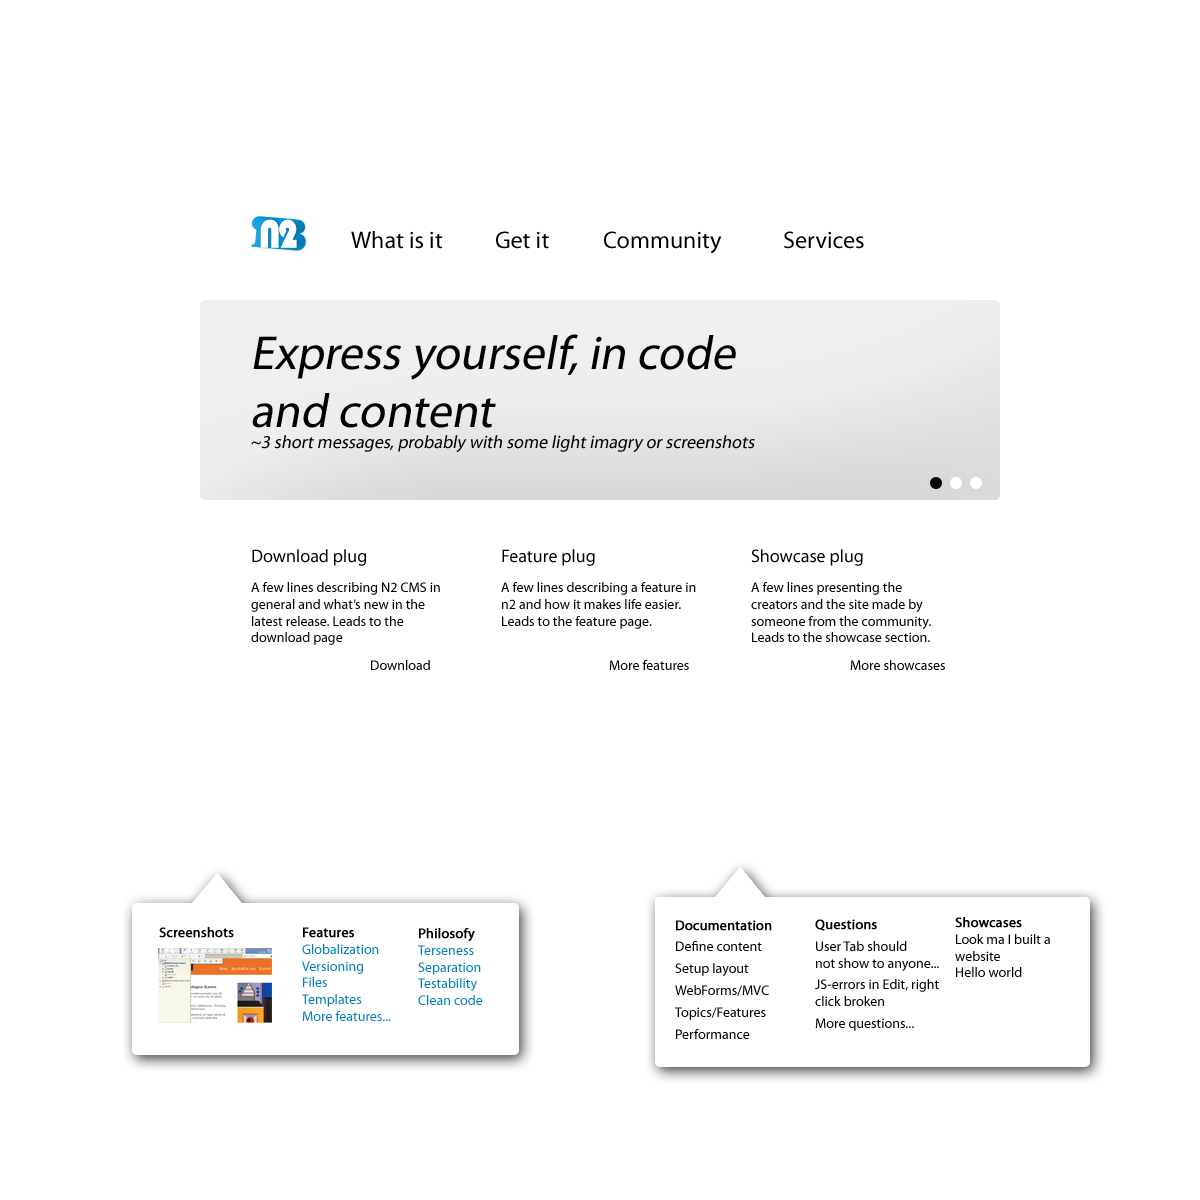 n2
What is it
Get it
Community
Services
Express yourself, in code
and content
~3 short messages, probably with some light imagry or screenshots
Download plug
A few lines describing N2 CMS in
general and what's new in the
latest release. Leads to the
download page
Download
Feature plug
A few lines describing a feature in
n2 and how it makes life easier.
Leads to the feature page.
More features
Showcase plug
A few lines presenting the
creators and the site made by
someone from the community.
Leads to the showcase section.
More showcases
Screenshots
Features
Globalization
Versioning
Files
Templates
More features...
Philosofy
Terseness
Separation
Testability
Clean code
Documentation
Define content
Setup layout
WebForms/MVC
Topics/Features
Performance
Questions
User Tab should
not show to anyone...
JS-errors in Edit, right
click broken
More questions...
Showcases
Look ma I built a
website
Hello world